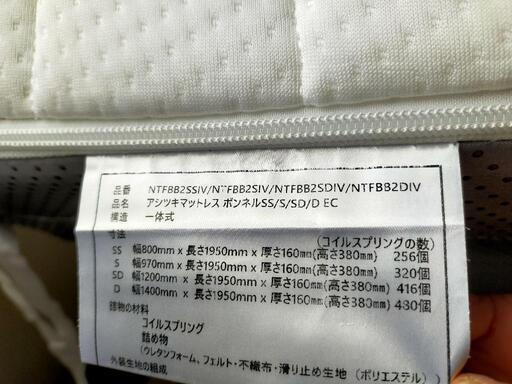 品番 NTFBB2SSIV/NTFBB2SIV/NTFBB2SDIV/NTFBB2DIV
品名 アシツキマットレス ボンネルSS/S/SD/D EC
構造 一体式
寸法 (コイルスプリングの数)
SS 幅800mm x 長さ1950mm x 厚さ160mm(高さ380mm) 256個
S 幅970mm x 長さ1950mm x 厚さ160mm(高さ380mm) 320個
SD 幅1200mm x 長さ1950mm x 厚さ160mm(高さ380mm) 416個
D 幅1400mm x 長さ1950mm x 厚さ160mm(高さ380mm) 480個
詰物の材料
コイルスプリング
詰め物
(ウレタンフォーム、フェルト・不織布・滑り止め生地 (ポリエステル)
外装生地の組成